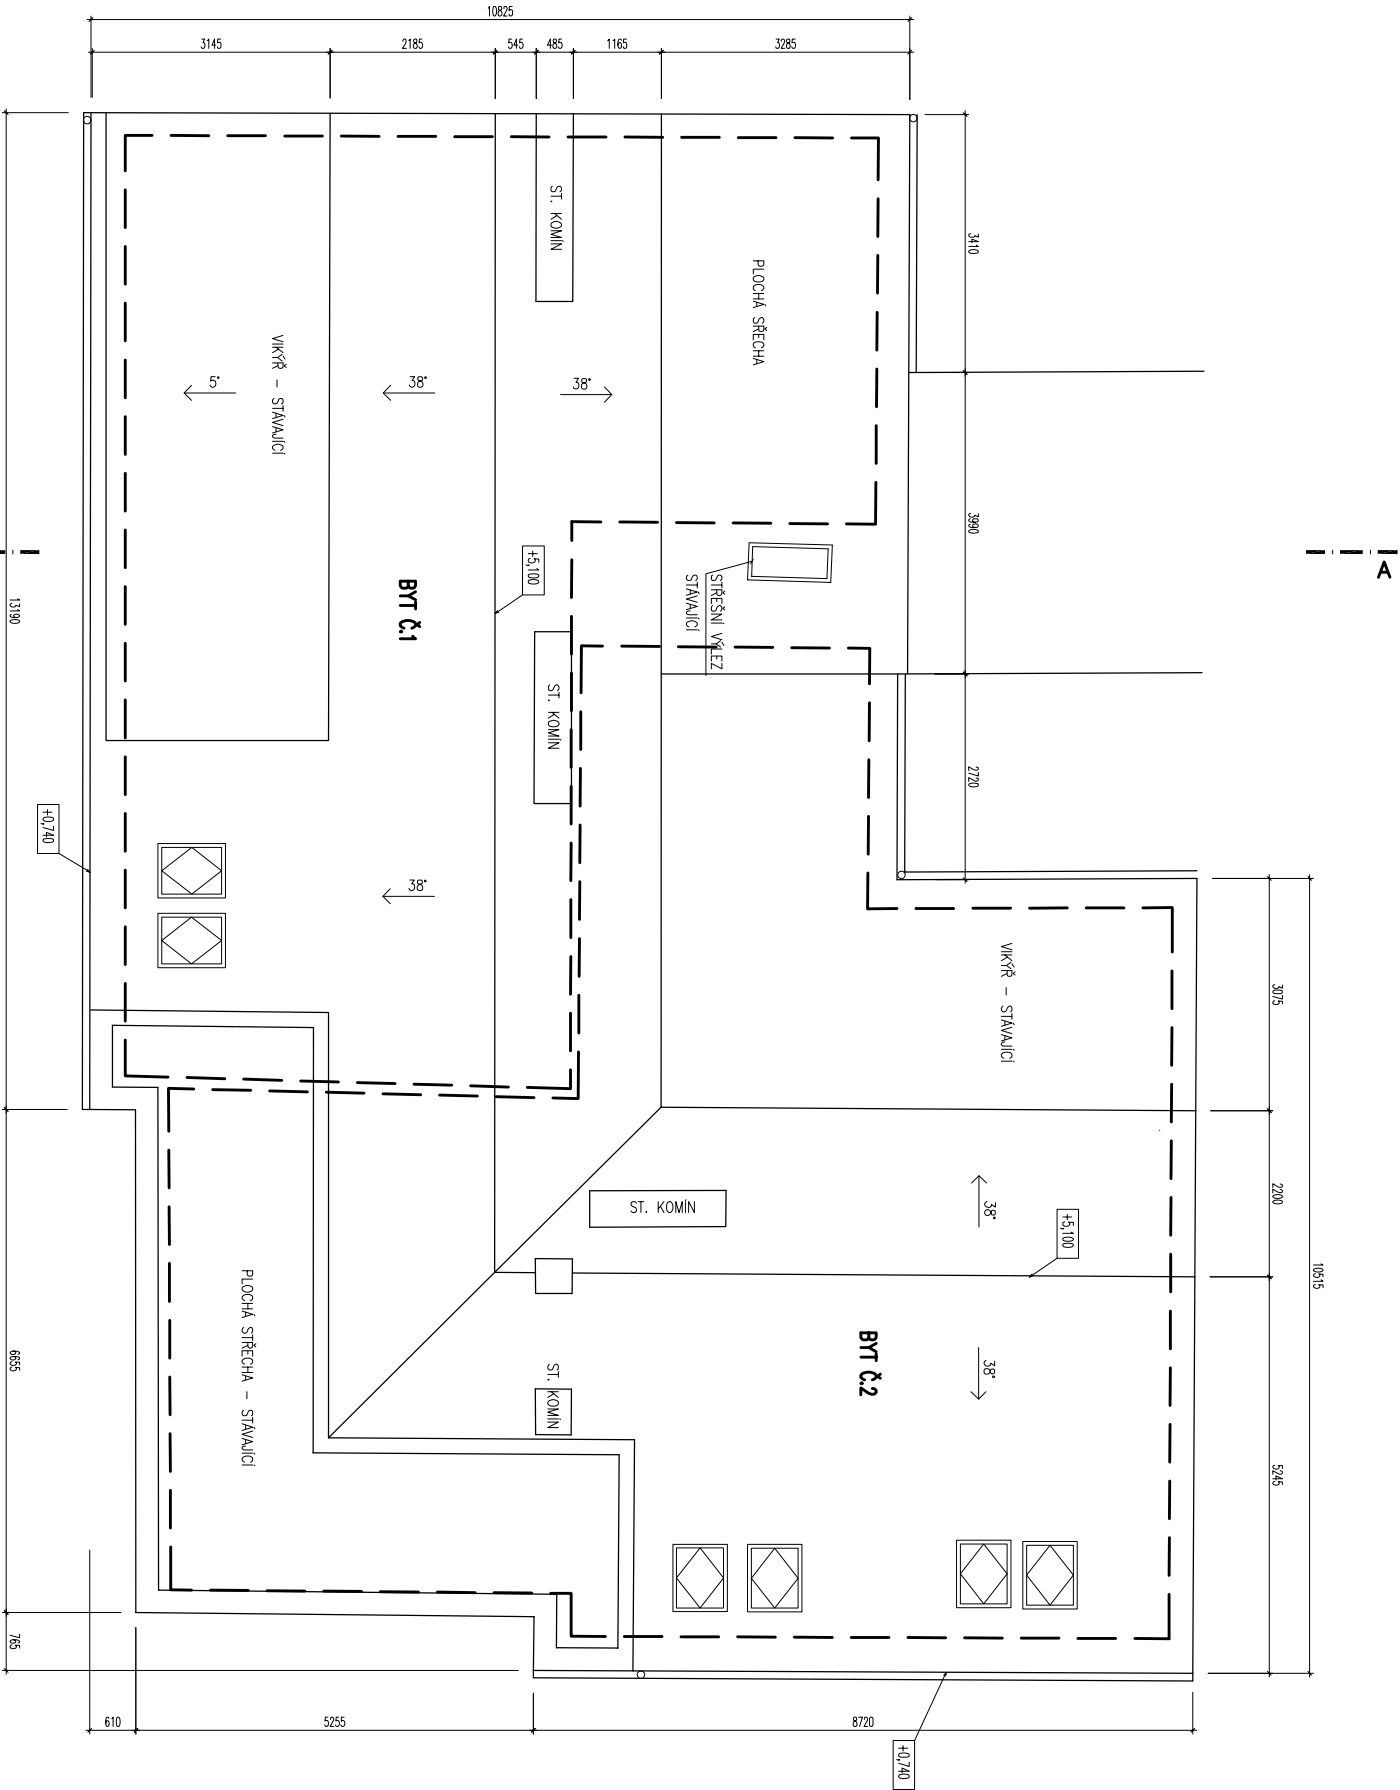 10825
3145
2185
545
485
1165
3285
3410
3990
2720
ST. KOMÍN
PLOCHÁ SŘECHA
VIKÝŘ - STÁVAJÍCÍ
5°
38°
38°
A
+5,100
STŘEŠNÍ VÝLEZ
STÁVAJÍCÍ
BYT Č.1
ST. KOMÍN
13190
+0,740
38°
VIKÝŘ - STÁVAJÍCÍ
3075
2200
10515
5245
ST. KOMÍN
38°
+5,100
PLOCHÁ STŘECHA - STÁVAJÍCÍ
BYT Č.2
38°
ST. KOMÍN
6655
765
610
5255
8720
+0,740